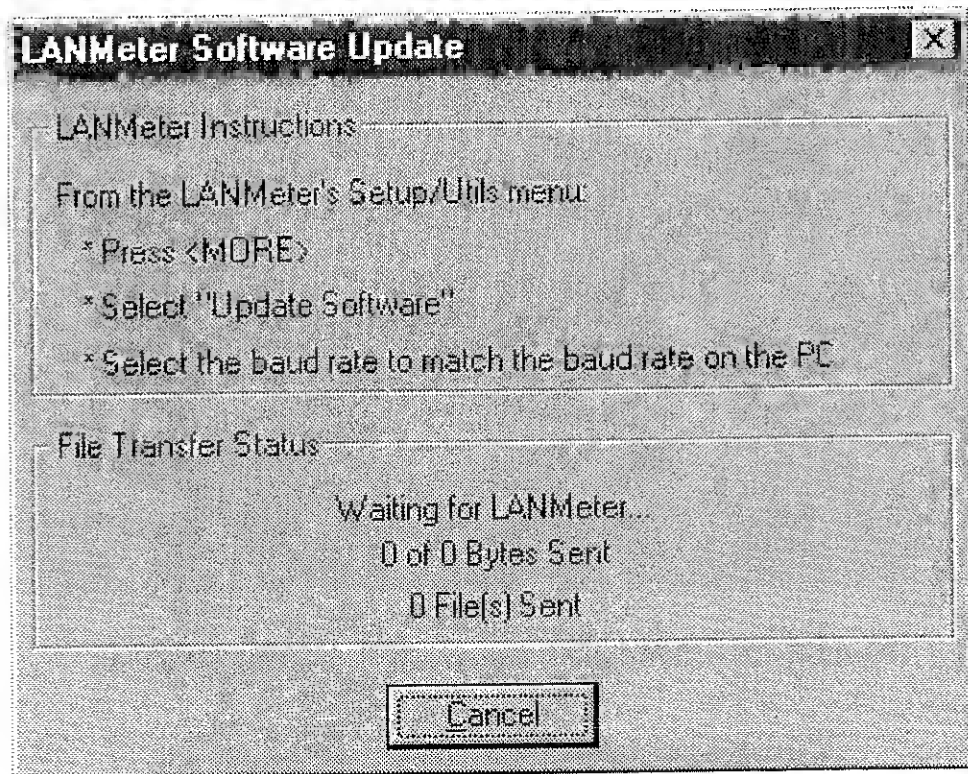 LANMeter Software Update
LANMeter Instructions
From the LANMeter's Setup/Utils menu:
* Press <MORE>
* Select "Update Software"
* Select the baud rate to match the baud rate on the PC
File Transfer Status
Waiting for LANMeter...
0 of 0 Bytes Sent
0 File(s) Sent
Cancel